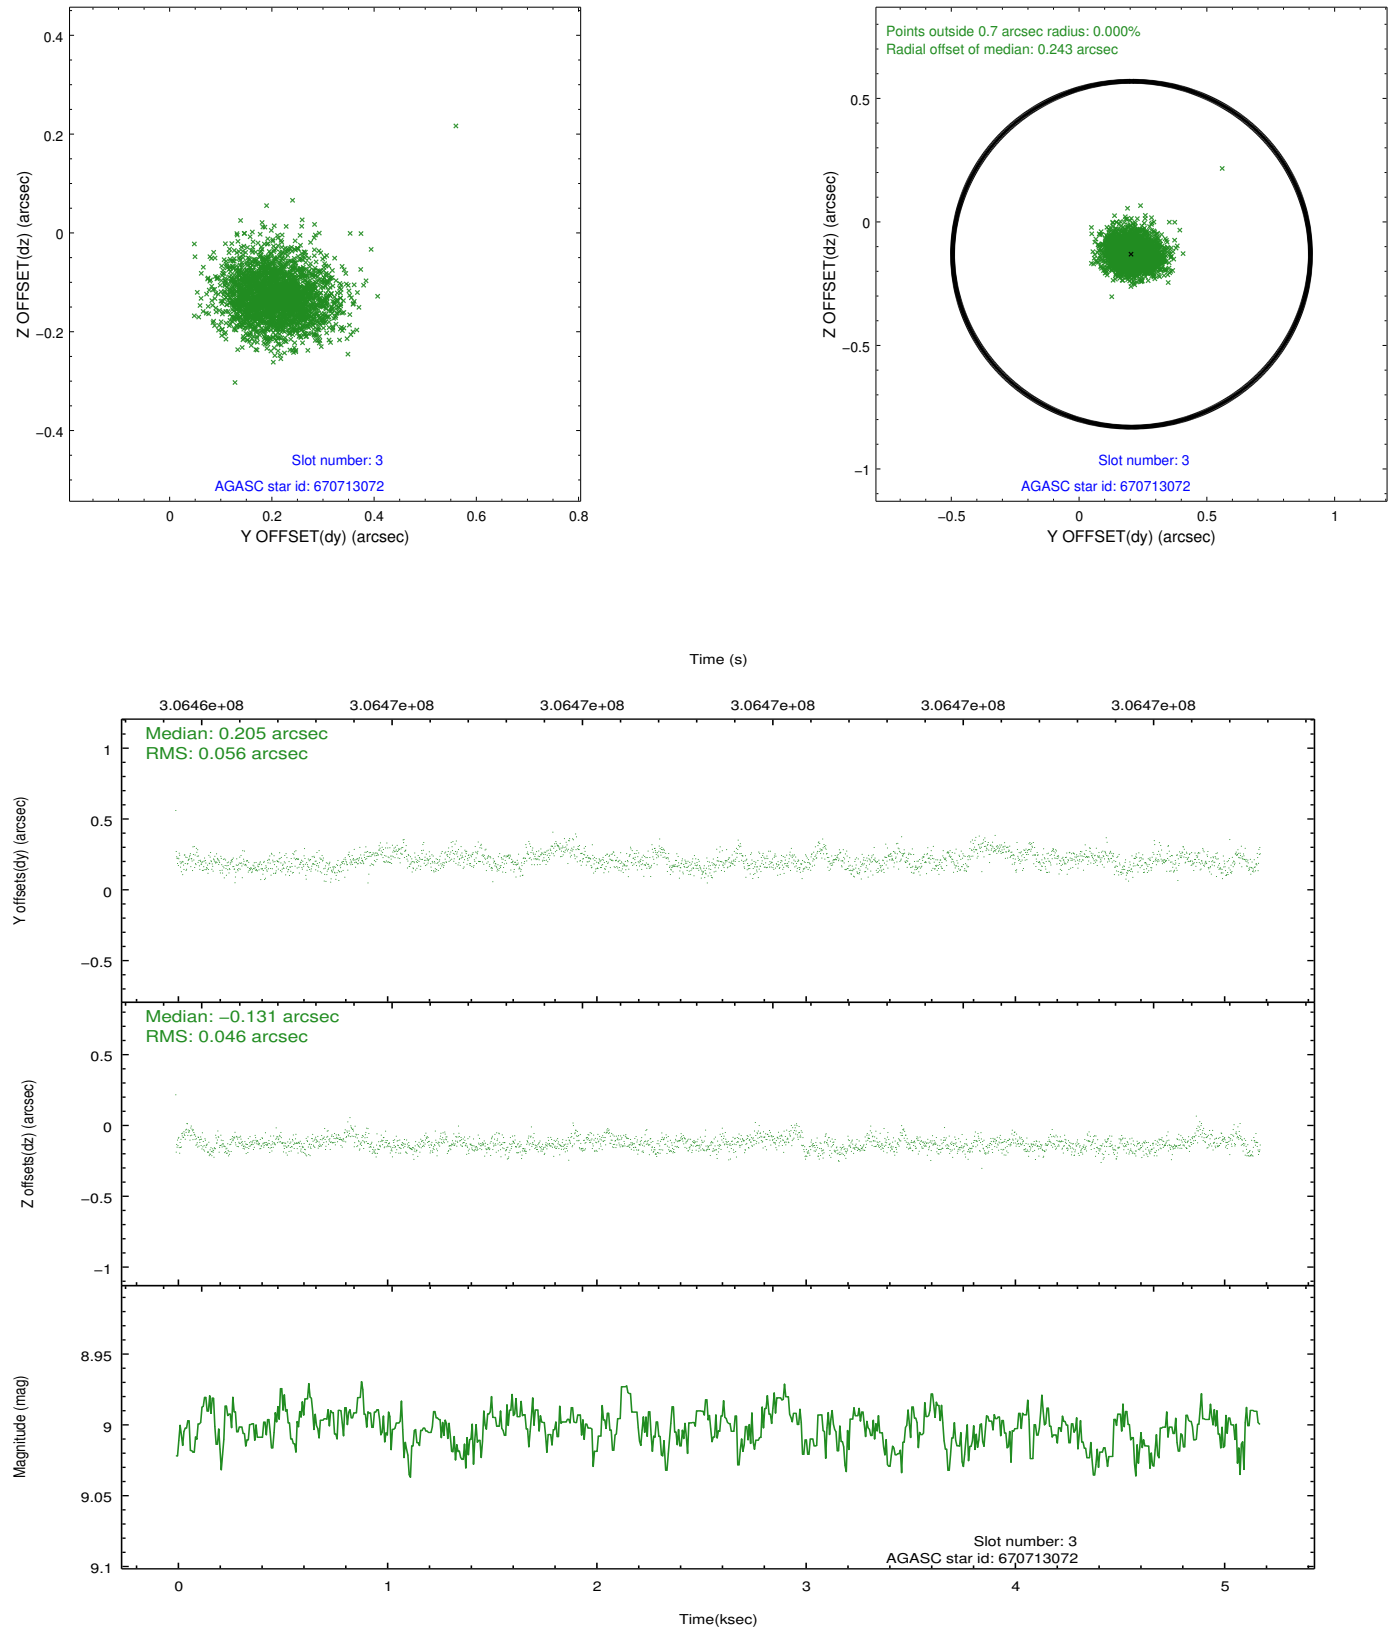 0.4
0.2
0
−0.2
−0.4
Z OFFSET(dz) (arcsec)
Slot number: 3
AGASC star id: 670713072
0 0.2 0.4 0.6 0.8
Y OFFSET(dy) (arcsec)
Points outside 0.7 arcsec radius: 0.000%
Radial offset of median: 0.243 arcsec
0.5
0
−0.5
−1
Z OFFSET(dz) (arcsec)
Slot number: 3
AGASC star id: 670713072
−0.5 0 0.5 1
Y OFFSET(dy) (arcsec)
Time (s)
3.0646e+08 3.0647e+08 3.0647e+08 3.0647e+08 3.0647e+08 3.0647e+08
Median: 0.205 arcsec
RMS: 0.056 arcsec
1
0.5
0
−0.5
Y offsets(dy) (arcsec)
Median: −0.131 arcsec
RMS: 0.046 arcsec
0.5
0
−0.5
−1
Z offsets(dz) (arcsec)
8.95
9
9.05
9.1
Magnitude (mag)
Slot number: 3
AGASC star id: 670713072
0 1 2 3 4 5
Time(ksec)